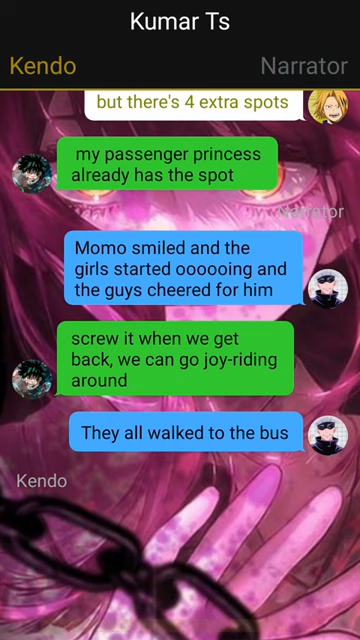 Kumar Ts
Kendo
Narrator
but there's 4 extra spots
my passenger princess
already has the spot
Narrator
Momo smiled and the
girls started oooooing and
the guys cheered for him
screw it when we get
back, we can go joy-riding
around
They all walked to the bus
Kendo